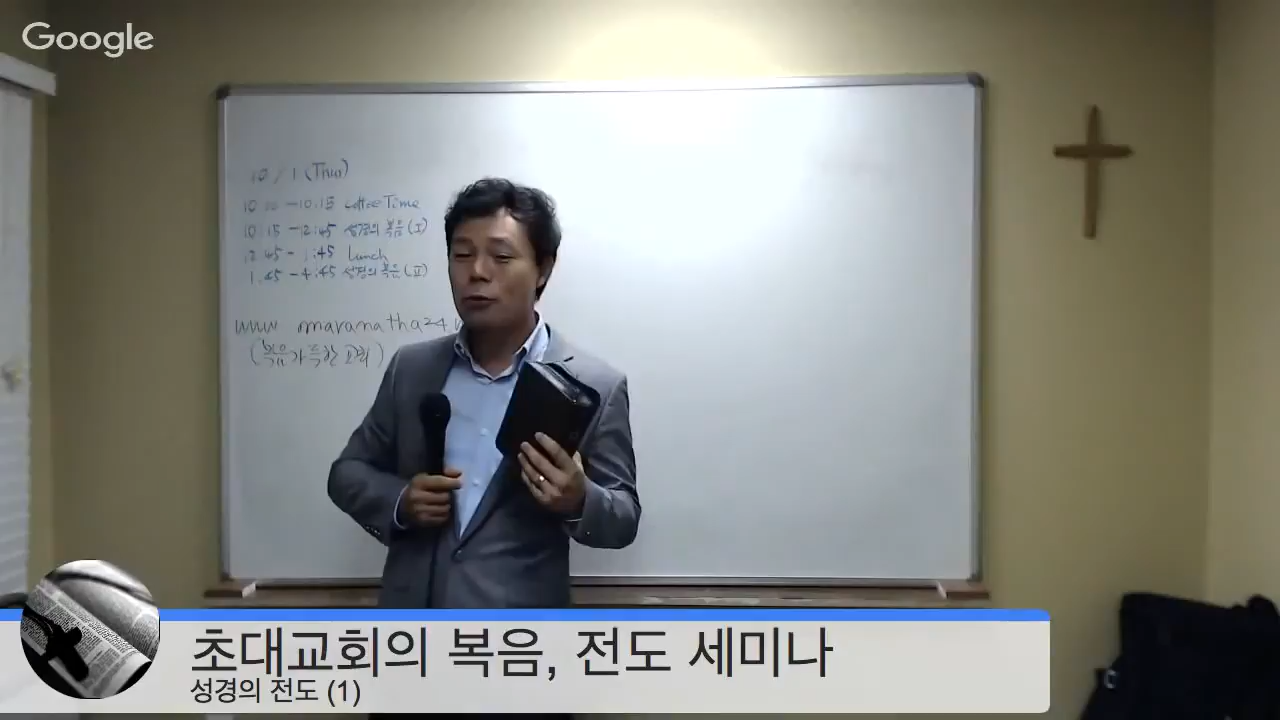 Google
10/1 (Thu)
10:00 - 10:15 Coffee Time
10:15 - 12:45 성경의 복음(I)
12:45 - 1:45 Lunch
1:45 - 4:45 성경의 복음(II)
www maranatha24
(복음가득한교회)
초대교회의 복음, 전도 세미나
성경의 전도 (1)